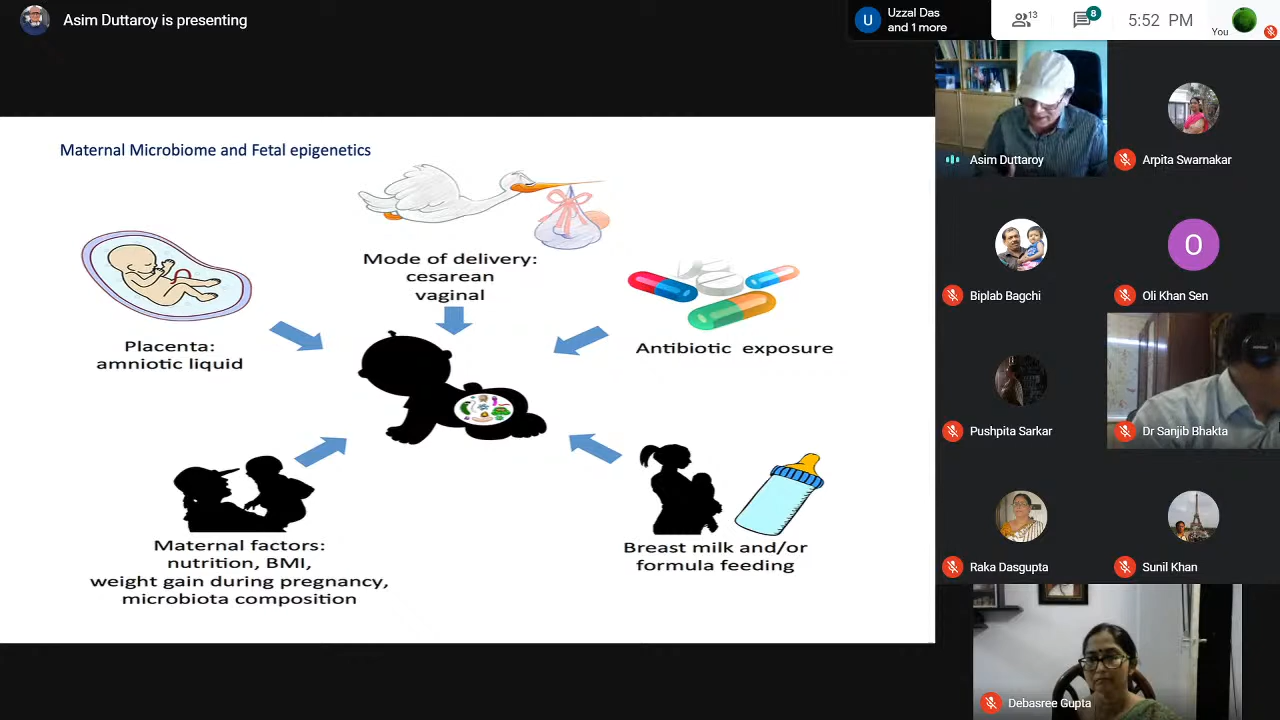 Asim Duttaroy is presenting
U
Uzzal Das
and 1 more
13
8
5:52 PM
You
Maternal Microbiome and Fetal epigenetics
Mode of delivery:
cesarean
vaginal
Placenta:
amniotic liquid
Antibiotic exposure
Maternal factors:
nutrition, BMI,
weight gain during pregnancy,
microbiota composition
Breast milk and/or
formula feeding
Asim Duttaroy
Arpita Swarnakar
Biplab Bagchi
O
Oli Khan Sen
Pushpita Sarkar
Dr Sanjib Bhakta
Raka Dasgupta
Sunil Khan
Debasree Gupta